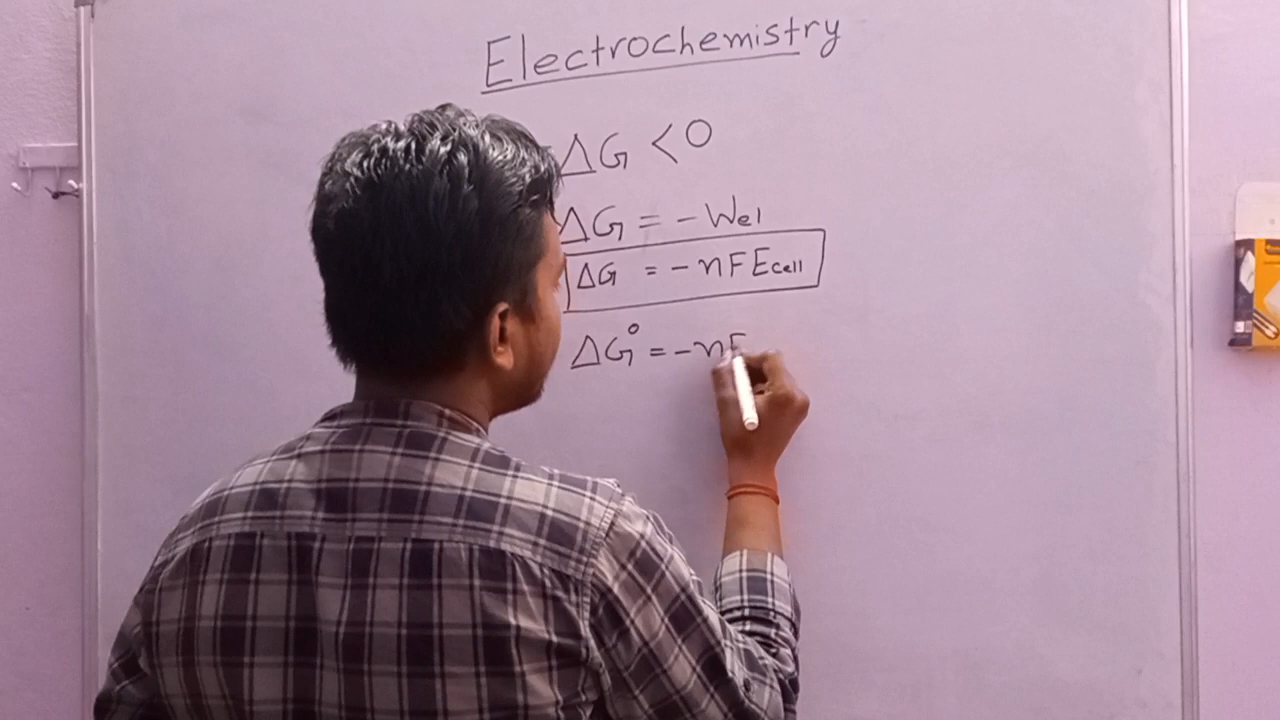 Electrochemistry
ΔG < 0
ΔG = - Wel
ΔG = - nFEcell
ΔG° = - nF